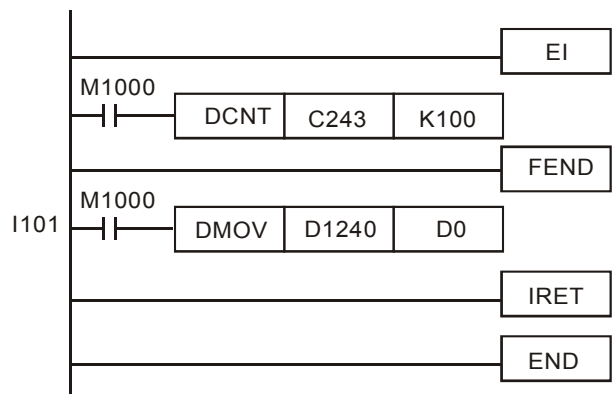 EI
M1000
DCNT C243 K100
FEND
M1000
I101 DMOV D1240 D0
IRET
END